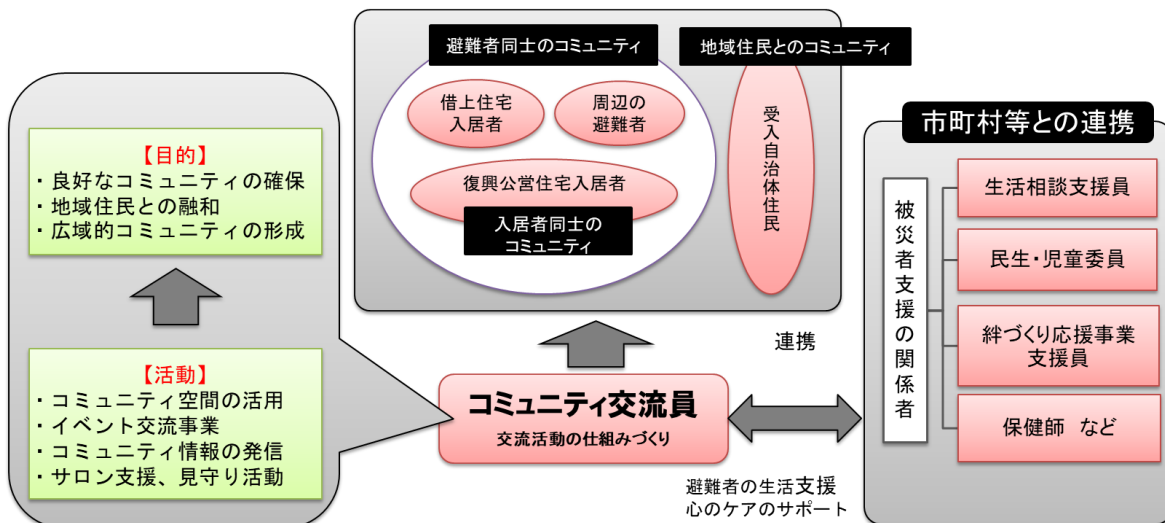 避難者同士のコミュニティ
地域住民とのコミュニティ
借上住宅
入居者
周辺の
避難者
復興公営住宅入居者
入居者同士の
コミュニティ
受入自治体住民
【目的】
・良好なコミュニティの確保
・地域住民との融和
・広域的コミュニティの形成
【活動】
・コミュニティ空間の活用
・イベント交流事業
・コミュニティ情報の発信
・サロン支援、見守り活動
コミュニティ交流員
交流活動の仕組みづくり
連携
避難者の生活支援
心のケアのサポート
市町村等との連携
被災者支援の関係者
生活相談支援員
民生・児童委員
絆づくり応援事業
支援員
保健師 など